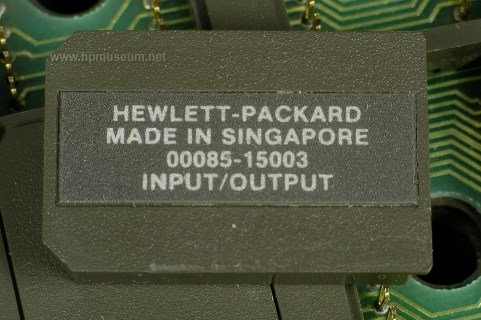 www.hpmuseum.net
HEWLETT-PACKARD
MADE IN SINGAPORE
00085-15003
INPUT/OUTPUT